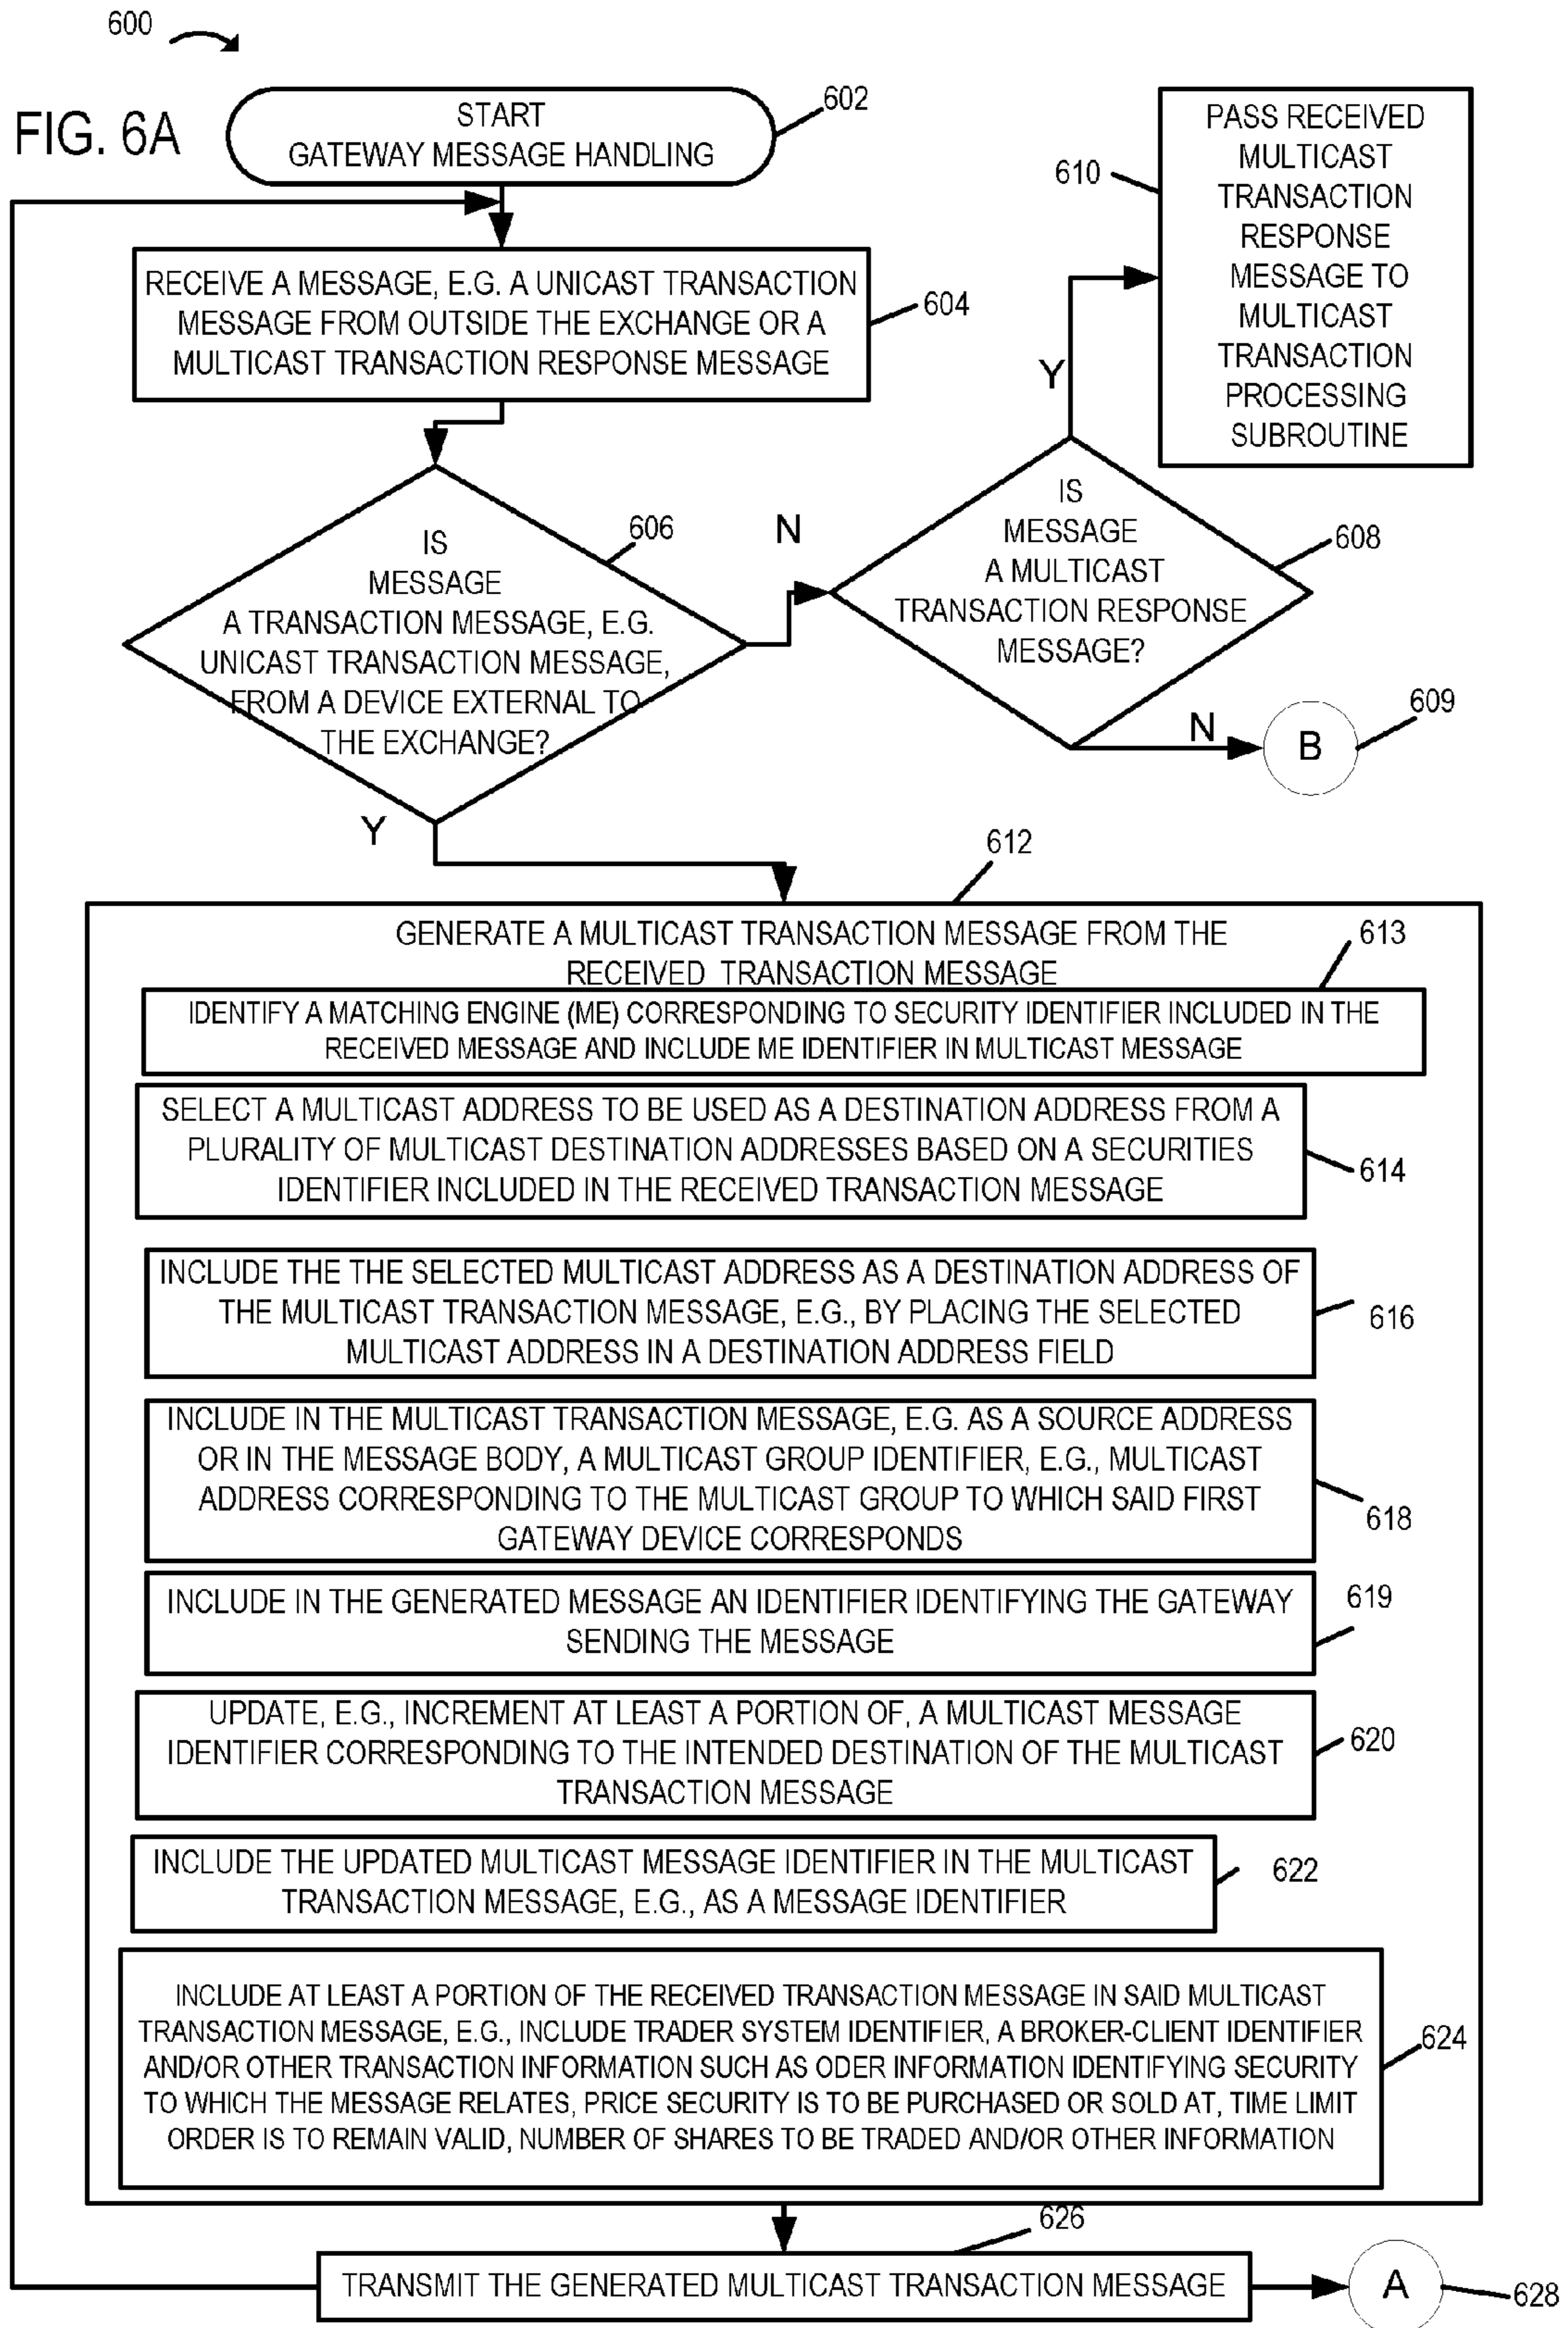 600
FIG. 6A
START
GATEWAY MESSAGE HANDLING
602
RECEIVE A MESSAGE, E.G. A UNICAST TRANSACTION
MESSAGE FROM OUTSIDE THE EXCHANGE OR A
MULTICAST TRANSACTION RESPONSE MESSAGE
604
PASS RECEIVED
MULTICAST
TRANSACTION
RESPONSE
MESSAGE TO
MULTICAST
TRANSACTION
PROCESSING
SUBROUTINE
610
IS
MESSAGE
A TRANSACTION MESSAGE, E.G.
UNICAST TRANSACTION MESSAGE,
FROM A DEVICE EXTERNAL TO
THE EXCHANGE?
606
N
Y
IS
MESSAGE
A MULTICAST
TRANSACTION RESPONSE
MESSAGE?
608
Y
N
B
609
612
GENERATE A MULTICAST TRANSACTION MESSAGE FROM THE
RECEIVED TRANSACTION MESSAGE
613
IDENTIFY A MATCHING ENGINE (ME) CORRESPONDING TO SECURITY IDENTIFIER INCLUDED IN THE
RECEIVED MESSAGE AND INCLUDE ME IDENTIFIER IN MULTICAST MESSAGE
SELECT A MULTICAST ADDRESS TO BE USED AS A DESTINATION ADDRESS FROM A
PLURALITY OF MULTICAST DESTINATION ADDRESSES BASED ON A SECURITIES
IDENTIFIER INCLUDED IN THE RECEIVED TRANSACTION MESSAGE
614
INCLUDE THE THE SELECTED MULTICAST ADDRESS AS A DESTINATION ADDRESS OF
THE MULTICAST TRANSACTION MESSAGE, E.G., BY PLACING THE SELECTED
MULTICAST ADDRESS IN A DESTINATION ADDRESS FIELD
616
INCLUDE IN THE MULTICAST TRANSACTION MESSAGE, E.G. AS A SOURCE ADDRESS
OR IN THE MESSAGE BODY, A MULTICAST GROUP IDENTIFIER, E.G., MULTICAST
ADDRESS CORRESPONDING TO THE MULTICAST GROUP TO WHICH SAID FIRST
GATEWAY DEVICE CORRESPONDS
618
INCLUDE IN THE GENERATED MESSAGE AN IDENTIFIER IDENTIFYING THE GATEWAY
SENDING THE MESSAGE
619
UPDATE, E.G., INCREMENT AT LEAST A PORTION OF, A MULTICAST MESSAGE
IDENTIFIER CORRESPONDING TO THE INTENDED DESTINATION OF THE MULTICAST
TRANSACTION MESSAGE
620
INCLUDE THE UPDATED MULTICAST MESSAGE IDENTIFIER IN THE MULTICAST
TRANSACTION MESSAGE, E.G., AS A MESSAGE IDENTIFIER
622
INCLUDE AT LEAST A PORTION OF THE RECEIVED TRANSACTION MESSAGE IN SAID MULTICAST
TRANSACTION MESSAGE, E.G., INCLUDE TRADER SYSTEM IDENTIFIER, A BROKER-CLIENT IDENTIFIER
AND/OR OTHER TRANSACTION INFORMATION SUCH AS ODER INFORMATION IDENTIFYING SECURITY
TO WHICH THE MESSAGE RELATES, PRICE SECURITY IS TO BE PURCHASED OR SOLD AT, TIME LIMIT
ORDER IS TO REMAIN VALID, NUMBER OF SHARES TO BE TRADED AND/OR OTHER INFORMATION
624
626
TRANSMIT THE GENERATED MULTICAST TRANSACTION MESSAGE
A
628